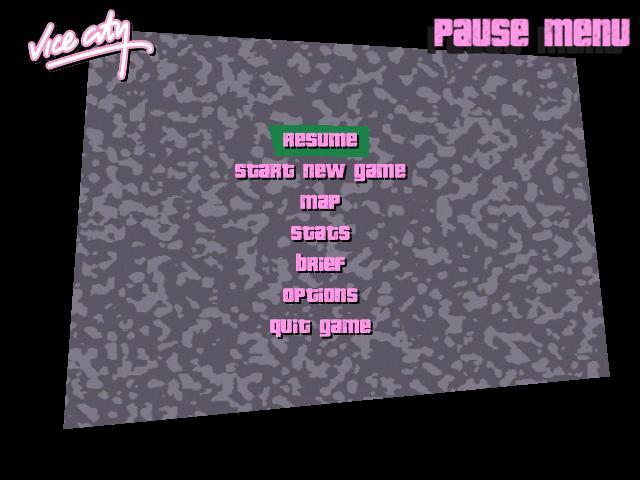 vice city
Pause menu
Resume
start new game
map
stats
brief
options
quit game